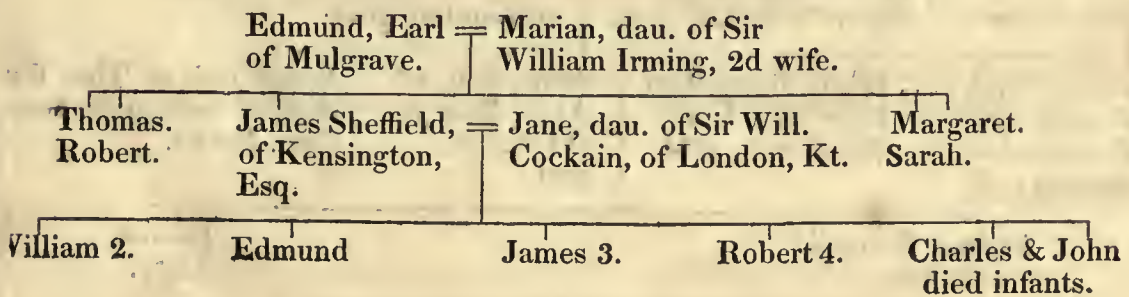 Edmund, Earl = Marian, dau. of Sir
of Mulgrave. William Irming, 2d wife.
Thomas. James Sheffield, = Jane, dau. of Sir Will. Margaret.
Robert. of Kensington, Cockain, of London, Kt. Sarah.
Esq.
William 2. Edmund James 3. Robert 4. Charles & John
died infants.